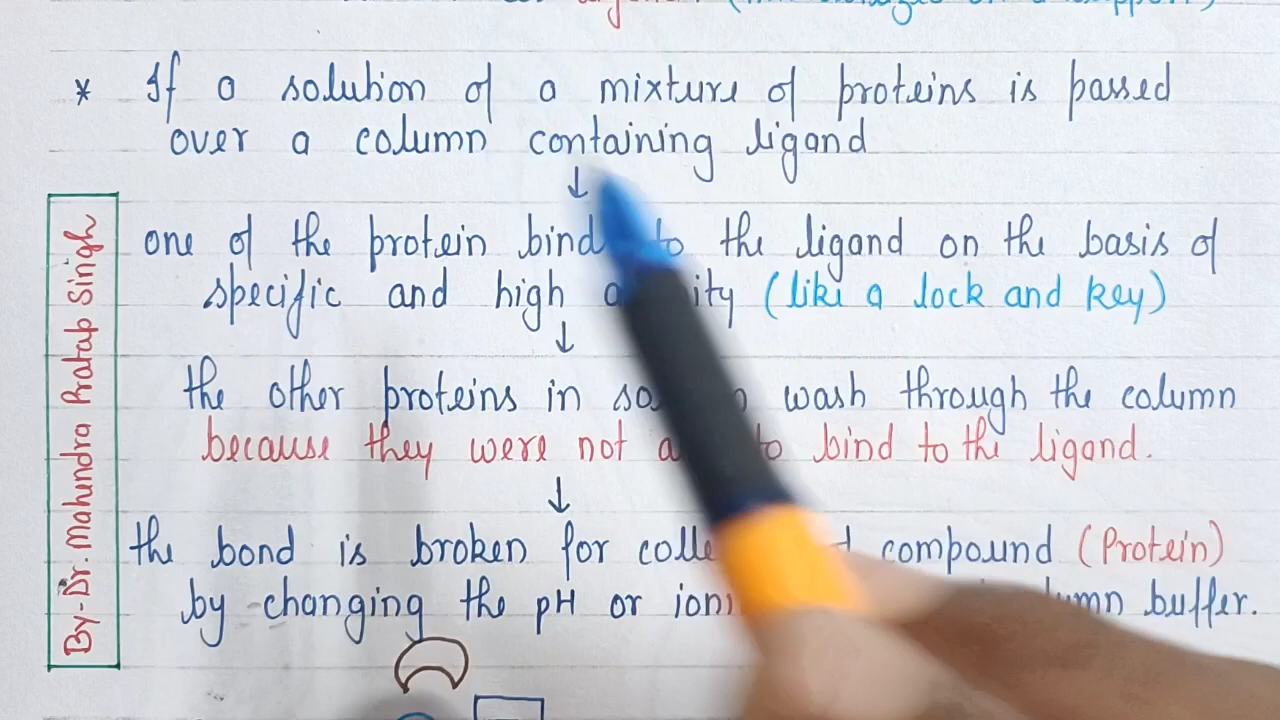 * If a solution of a mixture of proteins is passed
over a column containing ligand
↓
one of the protein bind to the ligand on the basis of
specific and high (like a lock and key)
↓
the other proteins in wash through the column
because they were not to bind to the ligand.
↓
the bond is broken for compound (Protein)
by changing the pH or buffer.
By-Dr. Mahendra Pratap Singh